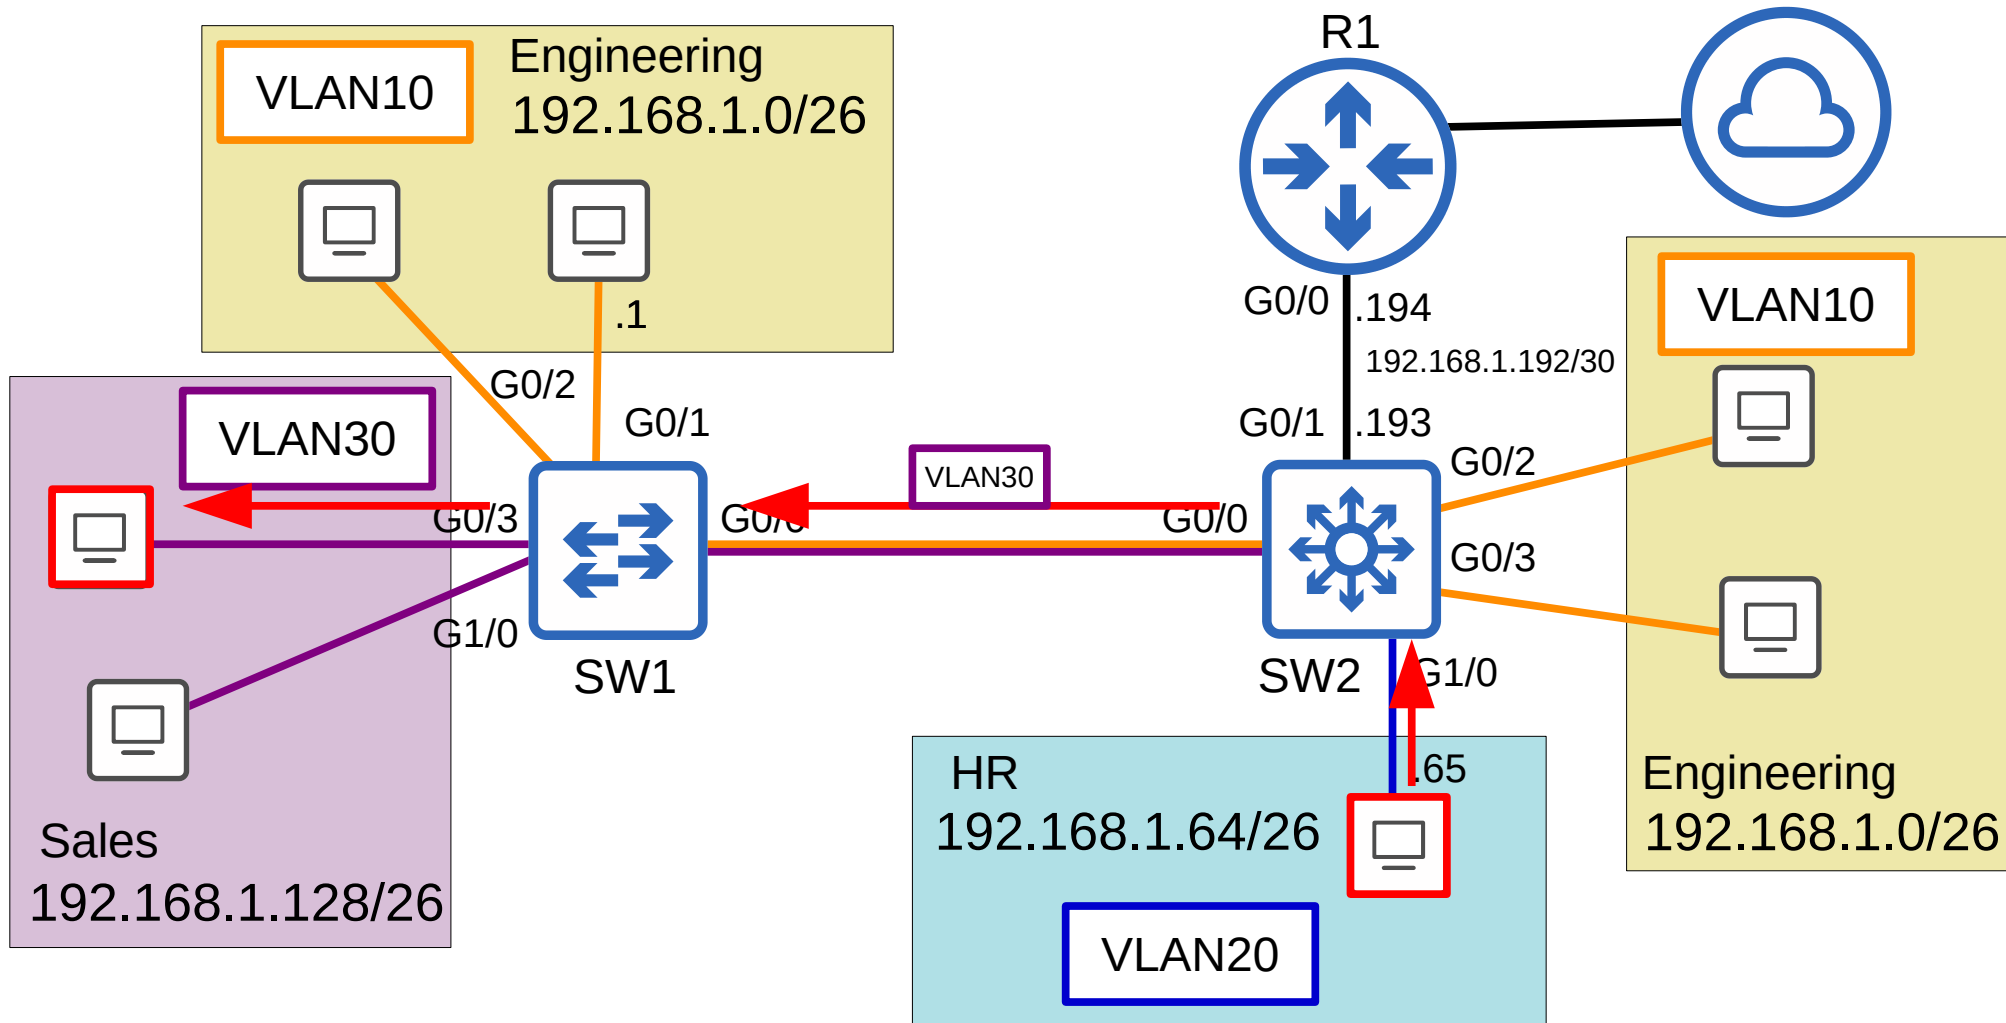 R1
VLAN10
Engineering
192.168.1.0/26
.1
G0/0
.194
192.168.1.192/30
G0/1
.193
VLAN10
G0/2
G0/1
G0/2
VLAN30
VLAN30
G0/3
G0/0
G0/3
G1/0
SW1
SW2
G1/0
HR
.65
192.168.1.64/26
VLAN20
Engineering
192.168.1.0/26
Sales
192.168.1.128/26